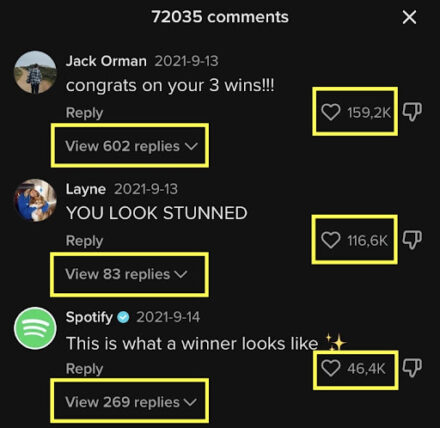 72035 comments
Jack Orman 2021-9-13
congrats on your 3 wins!!!
Reply
159,2K
View 602 replies
Layne 2021-9-13
YOU LOOK STUNNED
Reply
116,6K
View 83 replies
Spotify 2021-9-14
This is what a winner looks like ✨
Reply
46,4K
View 269 replies